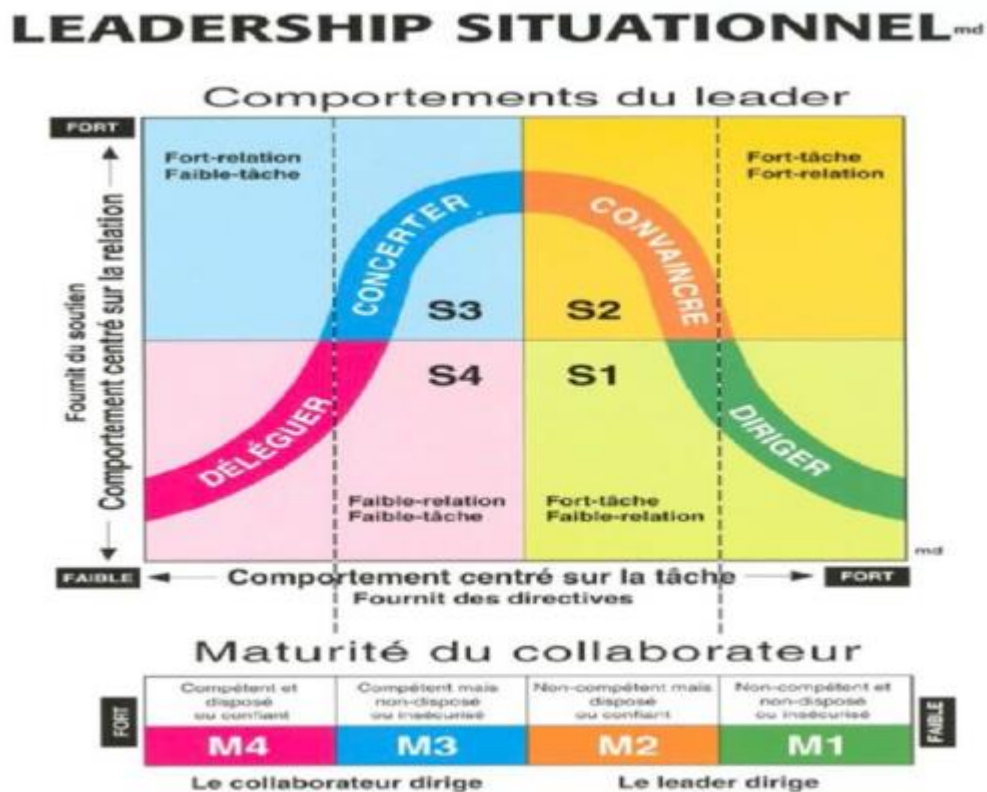 LEADERSHIP SITUATIONNEL md
Comportements du leader
FORT
Fort-relation
Faible-tâche
Fort-tâche
Fort-relation
CONCERTER
CONVAINCRE
S3
S2
Fournit du soutien
Comportement centré sur la relation
S4
S1
DÉLÉGUER
DIRIGER
Faible-relation
Faible-tâche
Fort-tâche
Faible-relation
md
FAIBLE
Comportement centré sur la tâche
FORT
Fournit des directives
Maturité du collaborateur
FORT
Compétent et
disposé
ou confiant
Compétent mais
non-disposé
ou insécurisé
Non-compétent mais
disposé
ou confiant
Non-compétent et
non-disposé
ou insécurisé
FAIBLE
M4
M3
M2
M1
Le collaborateur dirige
Le leader dirige